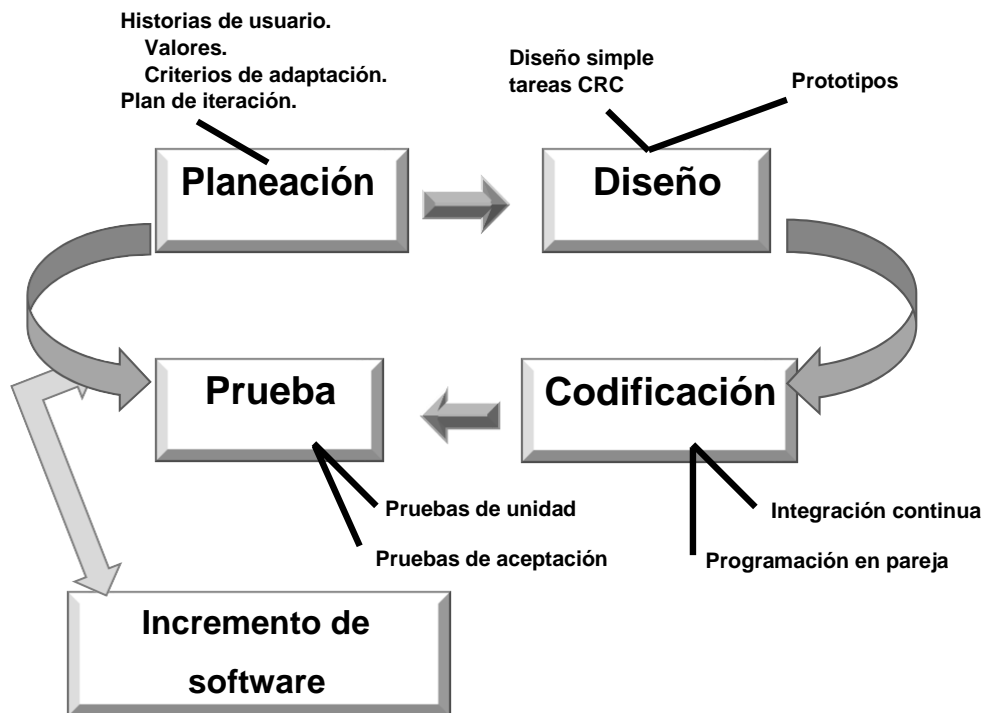 Historias de usuario.
Valores.
Criterios de adaptación.
Plan de iteración.
Diseño simple
tareas CRC
Prototipos
Planeación
Diseño
Prueba
Codificación
Pruebas de unidad
Pruebas de aceptación
Integración continua
Programación en pareja
Incremento de
software